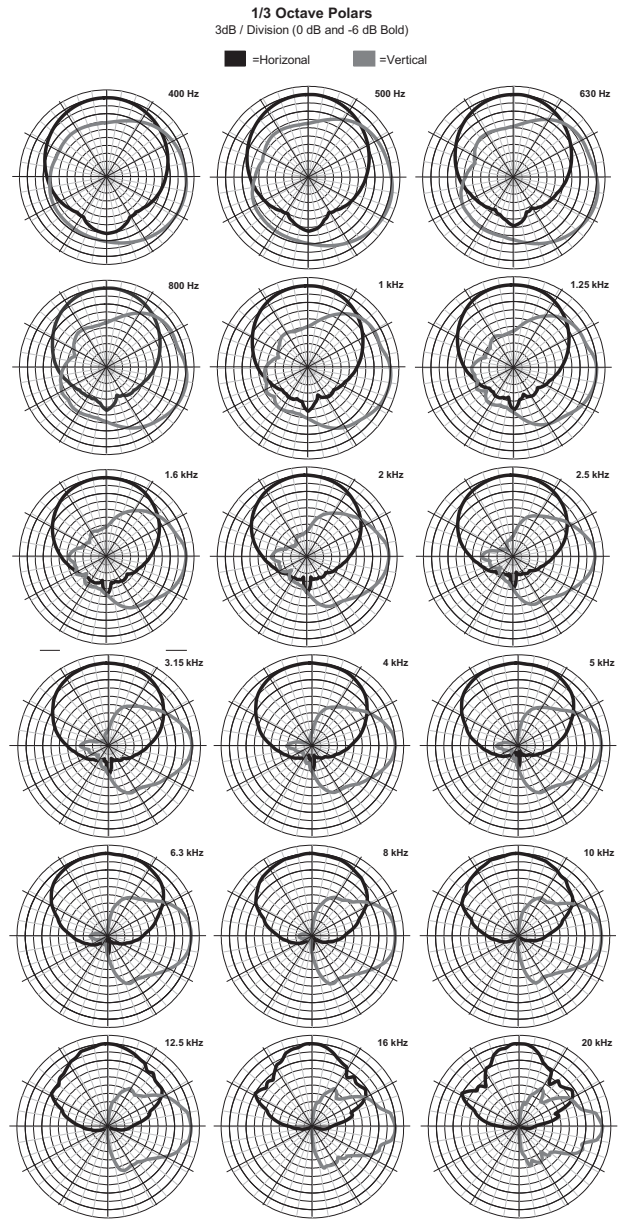 1/3 Octave Polars
3dB / Division (0 dB and -6 dB Bold)
=Horizonal =Vertical
400 Hz 500 Hz 630 Hz
800 Hz 1 kHz 1.25 kHz
1.6 kHz 2 kHz 2.5 kHz
3.15 kHz 4 kHz 5 kHz
6.3 kHz 8 kHz 10 kHz
12.5 kHz 16 kHz 20 kHz